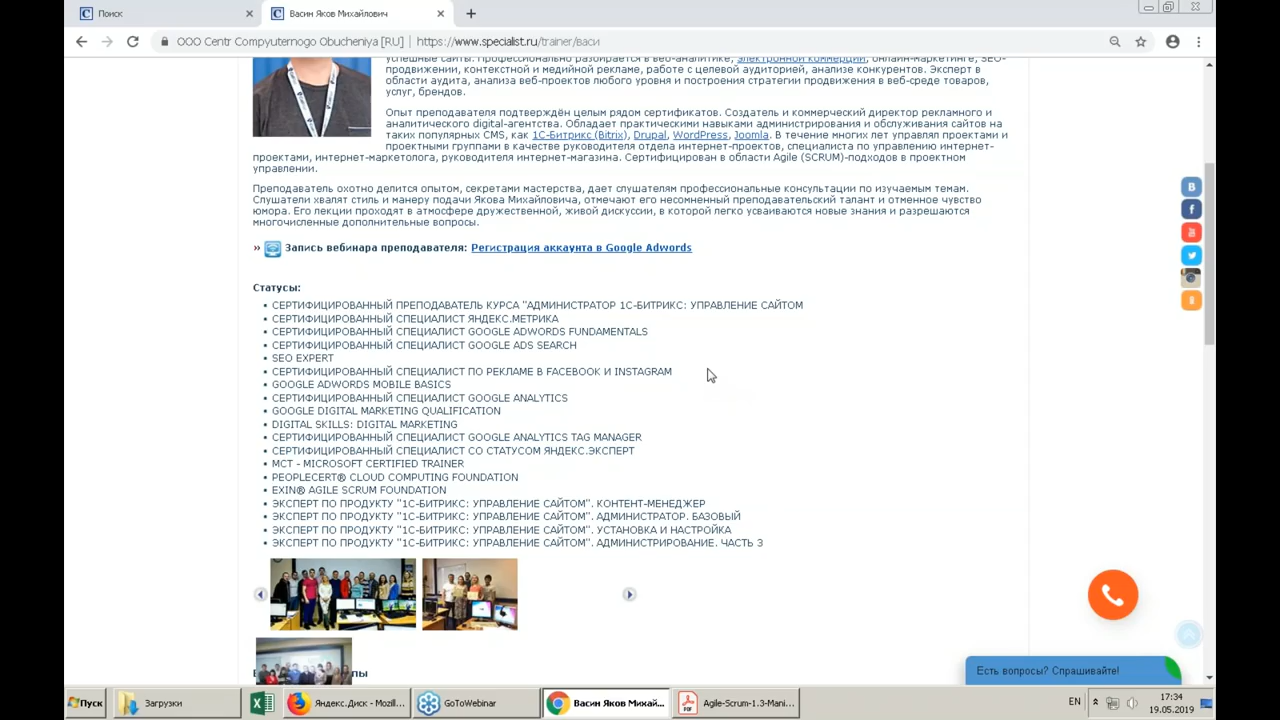 Поиск
Васин Яков Михайлович
ООО Centr Compyuternogo Obucheniya [RU] | https://www.specialist.ru/trainer/васи
успешные сайты. Профессионально разбирается в веб-аналитике, электронной коммерции, онлайн-маркетинге, SEO-
продвижении, контекстной и медийной рекламе, работе с целевой аудиторией, анализе конкурентов. Эксперт в
области аудита, анализа веб-проектов любого уровня и построения стратегии продвижения в веб-среде товаров,
услуг, брендов.
Опыт преподавателя подтверждён целым рядом сертификатов. Создатель и коммерческий директор рекламного и
аналитического digital-агентства. Обладает практическими навыками администрирования и обслуживания сайтов на
таких популярных CMS, как 1С-Битрикс (Bitrix), Drupal, WordPress, Joomla. В течение многих лет управлял проектами и
проектными группами в качестве руководителя отдела интернет-проектов, специалиста по управлению интернет-
проектами, интернет-маркетолога, руководителя интернет-магазина. Сертифицирован в области Agile (SCRUM)-подходов в проектном
управлении.
Преподаватель охотно делится опытом, секретами мастерства, дает слушателям профессиональные консультации по изучаемым темам.
Слушатели хвалят стиль и манеру подачи Якова Михайловича, отмечают его несомненный преподавательский талант и отменное чувство
юмора. Его лекции проходят в атмосфере дружественной, живой дискуссии, в которой легко усваиваются новые знания и разрешаются
многочисленные дополнительные вопросы.
» Запись вебинара преподавателя: Регистрация аккаунта в Google Adwords
Статусы:
• СЕРТИФИЦИРОВАННЫЙ ПРЕПОДАВАТЕЛЬ КУРСА "АДМИНИСТРАТОР 1С-БИТРИКС: УПРАВЛЕНИЕ САЙТОМ
• СЕРТИФИЦИРОВАННЫЙ СПЕЦИАЛИСТ ЯНДЕКС.МЕТРИКА
• СЕРТИФИЦИРОВАННЫЙ СПЕЦИАЛИСТ GOOGLE ADWORDS FUNDAMENTALS
• СЕРТИФИЦИРОВАННЫЙ СПЕЦИАЛИСТ GOOGLE ADS SEARCH
• SEO EXPERT
• СЕРТИФИЦИРОВАННЫЙ СПЕЦИАЛИСТ ПО РЕКЛАМЕ В FACEBOOK И INSTAGRAM
• GOOGLE ADWORDS MOBILE BASICS
• СЕРТИФИЦИРОВАННЫЙ СПЕЦИАЛИСТ GOOGLE ANALYTICS
• GOOGLE DIGITAL MARKETING QUALIFICATION
• DIGITAL SKILLS: DIGITAL MARKETING
• СЕРТИФИЦИРОВАННЫЙ СПЕЦИАЛИСТ GOOGLE ANALYTICS TAG MANAGER
• СЕРТИФИЦИРОВАННЫЙ СПЕЦИАЛИСТ СО СТАТУСОМ ЯНДЕКС.ЭКСПЕРТ
• MCT - MICROSOFT CERTIFIED TRAINER
• PEOPLECERT® CLOUD COMPUTING FOUNDATION
• EXIN® AGILE SCRUM FOUNDATION
• ЭКСПЕРТ ПО ПРОДУКТУ "1С-БИТРИКС: УПРАВЛЕНИЕ САЙТОМ". КОНТЕНТ-МЕНЕДЖЕР
• ЭКСПЕРТ ПО ПРОДУКТУ "1С-БИТРИКС: УПРАВЛЕНИЕ САЙТОМ". АДМИНИСТРАТОР. БАЗОВЫЙ
• ЭКСПЕРТ ПО ПРОДУКТУ "1С-БИТРИКС: УПРАВЛЕНИЕ САЙТОМ". УСТАНОВКА И НАСТРОЙКА
• ЭКСПЕРТ ПО ПРОДУКТУ "1С-БИТРИКС: УПРАВЛЕНИЕ САЙТОМ". АДМИНИСТРИРОВАНИЕ. ЧАСТЬ 3
Есть вопросы? Спрашивайте!
Пуск
Загрузки
Яндекс.Диск - Mozill...
GoToWebinar
Васин Яков Михай...
Agile-Scrum-1.3-Mani...
EN
17:34
19.05.2019